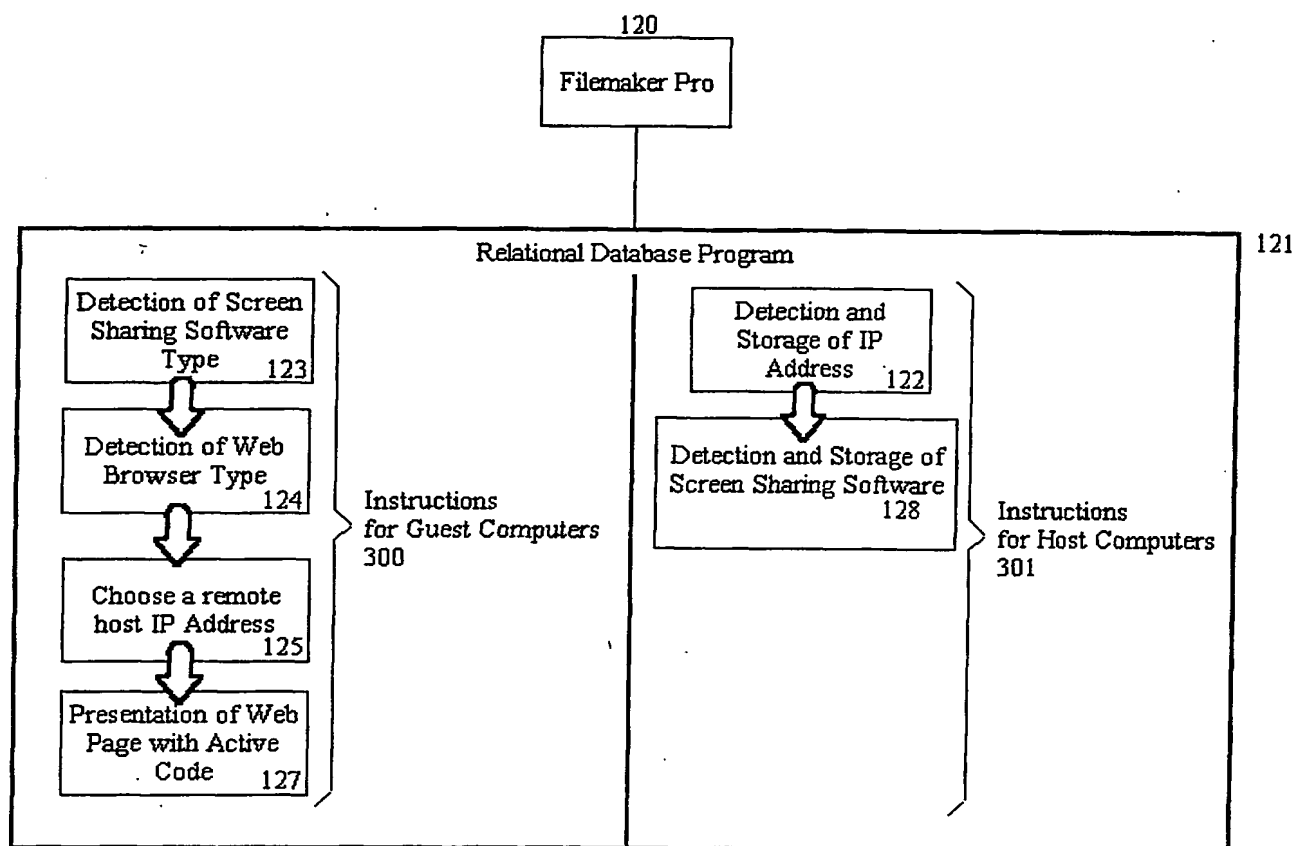 120
Filemaker Pro
Relational Database Program
121
Detection of Screen
Sharing Software
Type
123
Detection of Web
Browser Type
124
Choose a remote
host IP Address
125
Presentation of Web
Page with Active
Code
127
Instructions
for Guest Computers
300
Detection and
Storage of IP
Address
122
Detection and Storage of
Screen Sharing Software
128
Instructions
for Host Computers
301